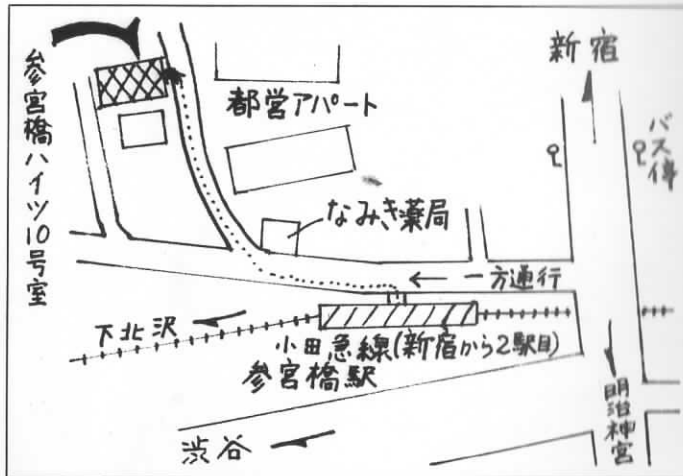 参宮橋ハイツ10号室
都営アパート
新宿
バス停
なみき薬局
← 一方通行
下北沢
小田急線(新宿から2駅目)
参宮橋駅
明治神宮
渋谷